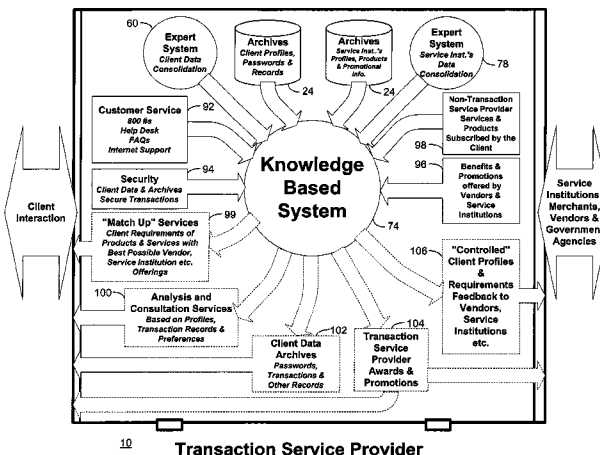 60
Expert
System
Client Data
Consolidation
Archives
Client Profiles,
Passwords &
Records
24
Archives
Service Inst.'s
Profiles, Products
& Promotional
Info.
24
Expert
System
Service Inst.'s
Data
Consolidation
78
Customer Service
800 #s
Help Desk
FAQs
Internet Support
92
Security
Client Data & Archives
Secure Transactions
94
"Match Up" Services
Client Requirements of
Products & Services with
Best Possible Vendor,
Service Institution etc.
Offerings
99
Analysis and
Consultation Services
Based on Profiles,
Transaction Records &
Preferences
100
Client Data
Archives
Passwords,
Transactions &
Other Records
102
Transaction
Service
Provider
Awards &
Promotions
104
Knowledge
Based
System
74
Non-Transaction
Service Provider
Services &
Products
Subscribed by the
Client
98
Benefits &
Promotions
offered by
Vendors &
Service
Institutions
96
"Controlled"
Client Profiles
&
Requirements
Feedback to
Vendors,
Service
Institutions
etc.
106
Client
Interaction
Service
Institutions
Merchants,
Vendors &
Government
Agencies
10
Transaction Service Provider